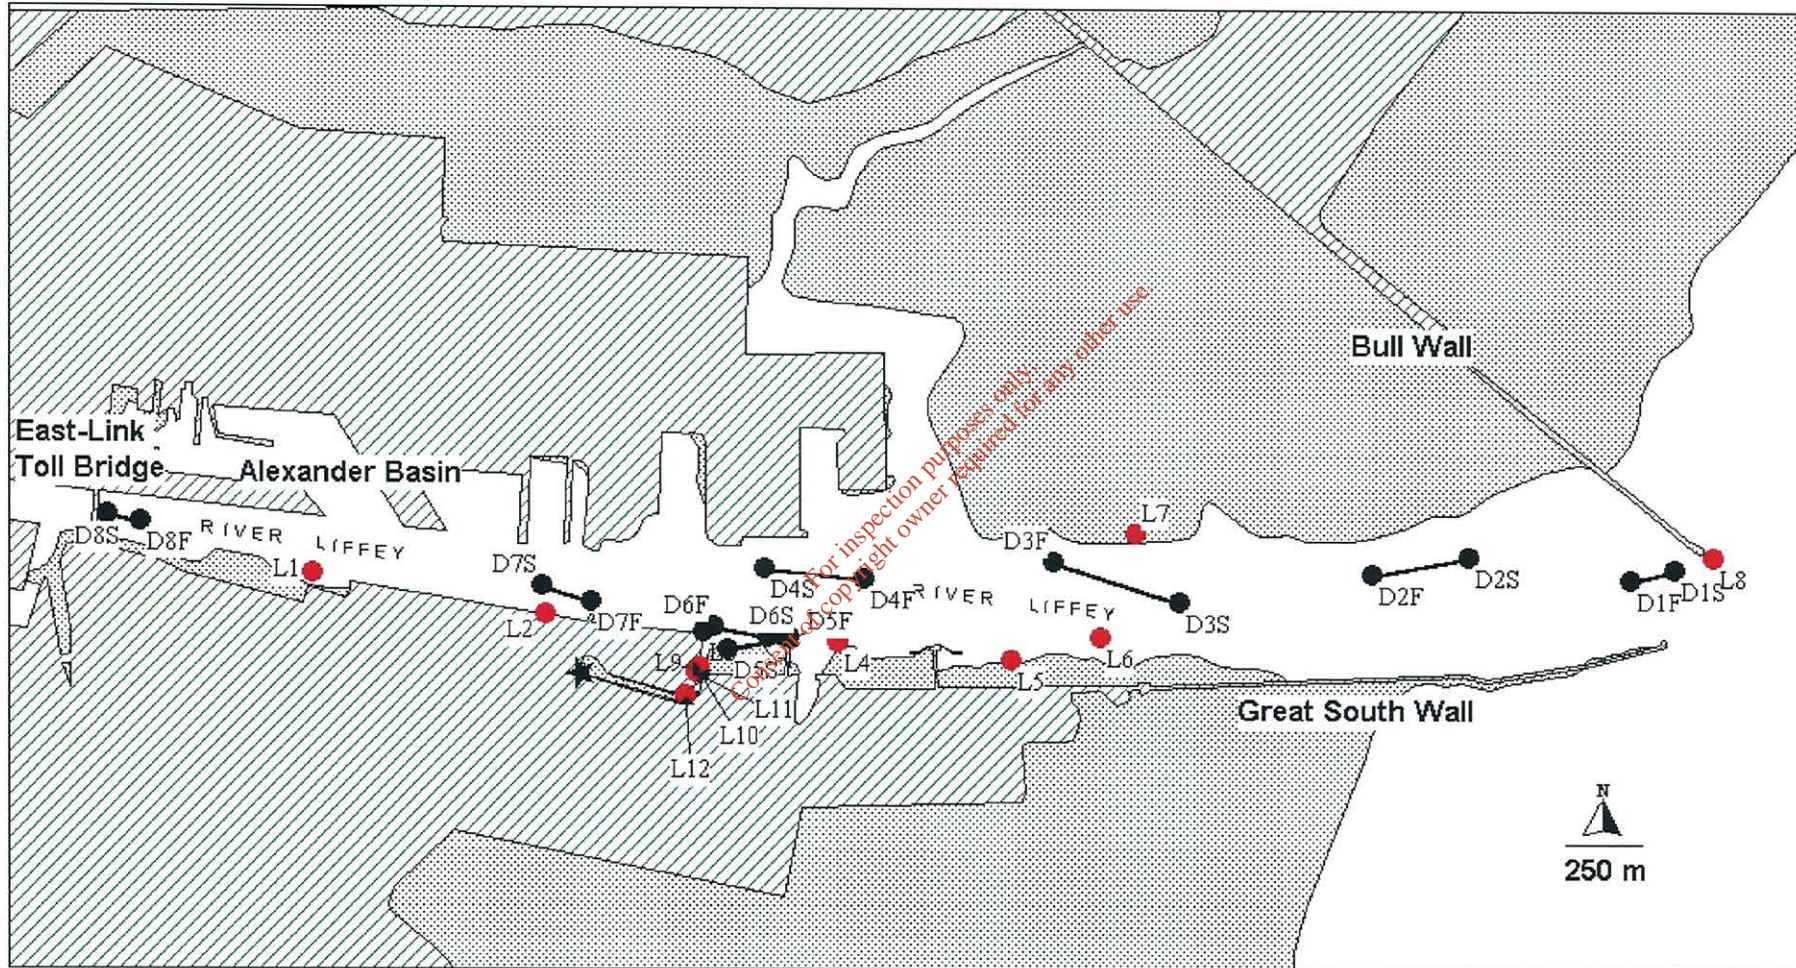 Bull Wall
East-Link
Toll Bridge
Alexander Basin
RIVER LIFFEY
D8S
D8F
L1
D7S
L2
D7F
D6F
D4S
D4F
D6S
D5F
D5S
L4
L9
L11
L10
L12
RIVER LIFFEY
D3F
L7
D3S
L5
L6
D2F
D2S
D1F
D1S
L8
Great South Wall
N
250 m
For inspection purposes only.
Consent of copyright owner required for any other use.